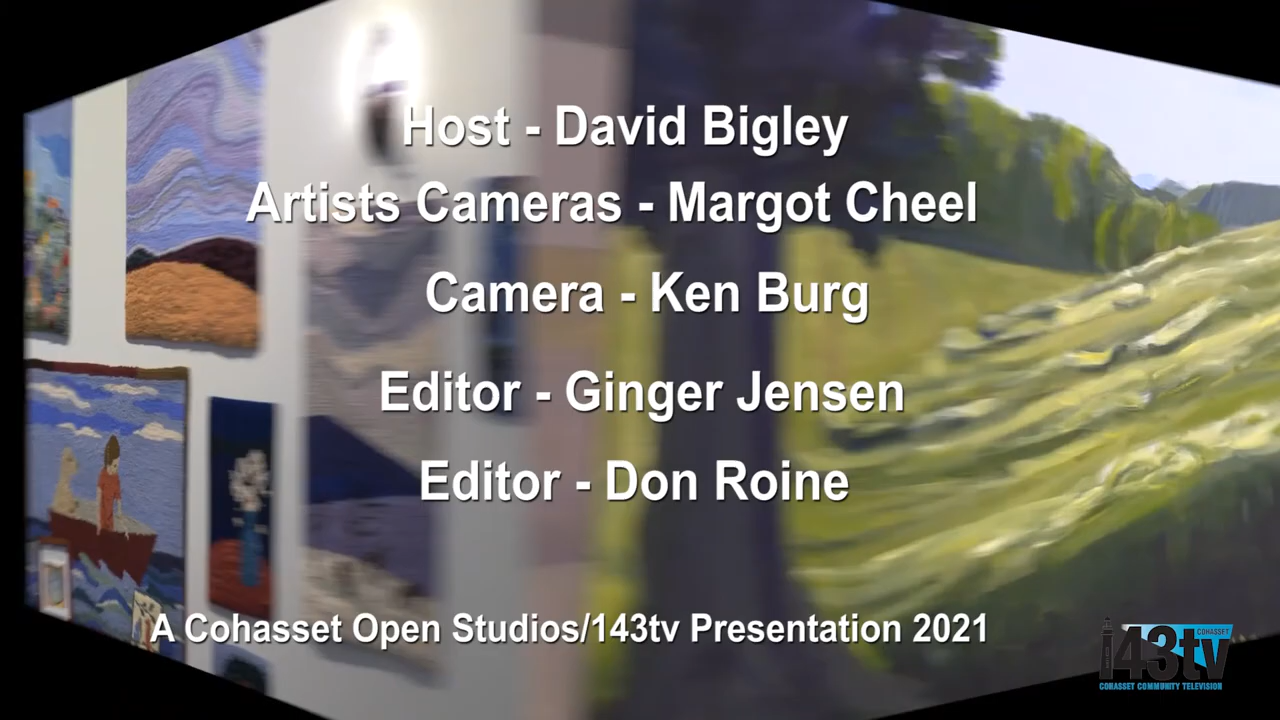 Host - David Bigley
Artists Cameras - Margot Cheel
Camera - Ken Burg
Editor - Ginger Jensen
Editor - Don Roine
A Cohasset Open Studios/143tv Presentation 2021
143tv
COHASSET
COHASSET COMMUNITY TELEVISION